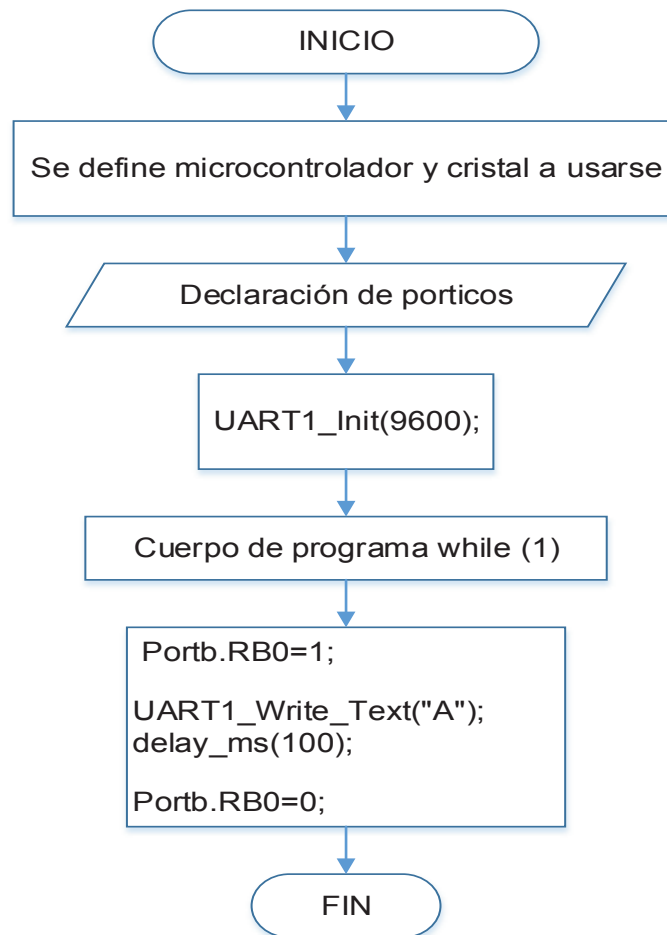 INICIO
Se define microcontrolador y cristal a usarse
Declaración de porticos
UART1_Init(9600);
Cuerpo de programa while (1)
Portb.RB0=1;
UART1_Write_Text("A");
delay_ms(100);
Portb.RB0=0;
FIN